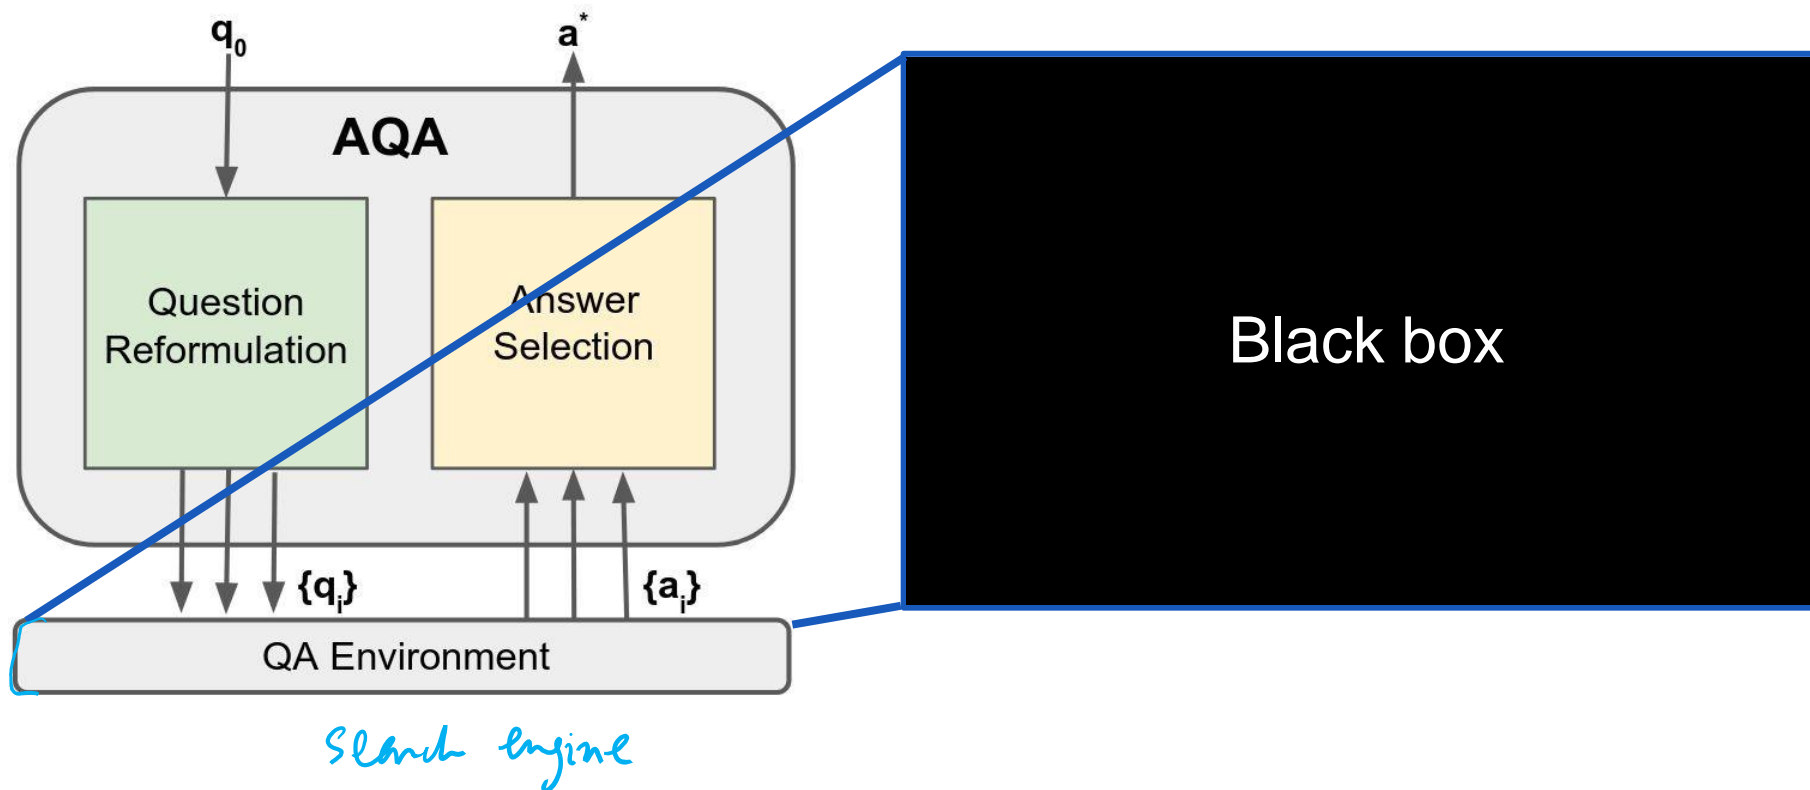 q0
a*
AQA
Question
Reformulation
Answer
Selection
Black box
{qi}
{ai}
QA Environment
Search engine